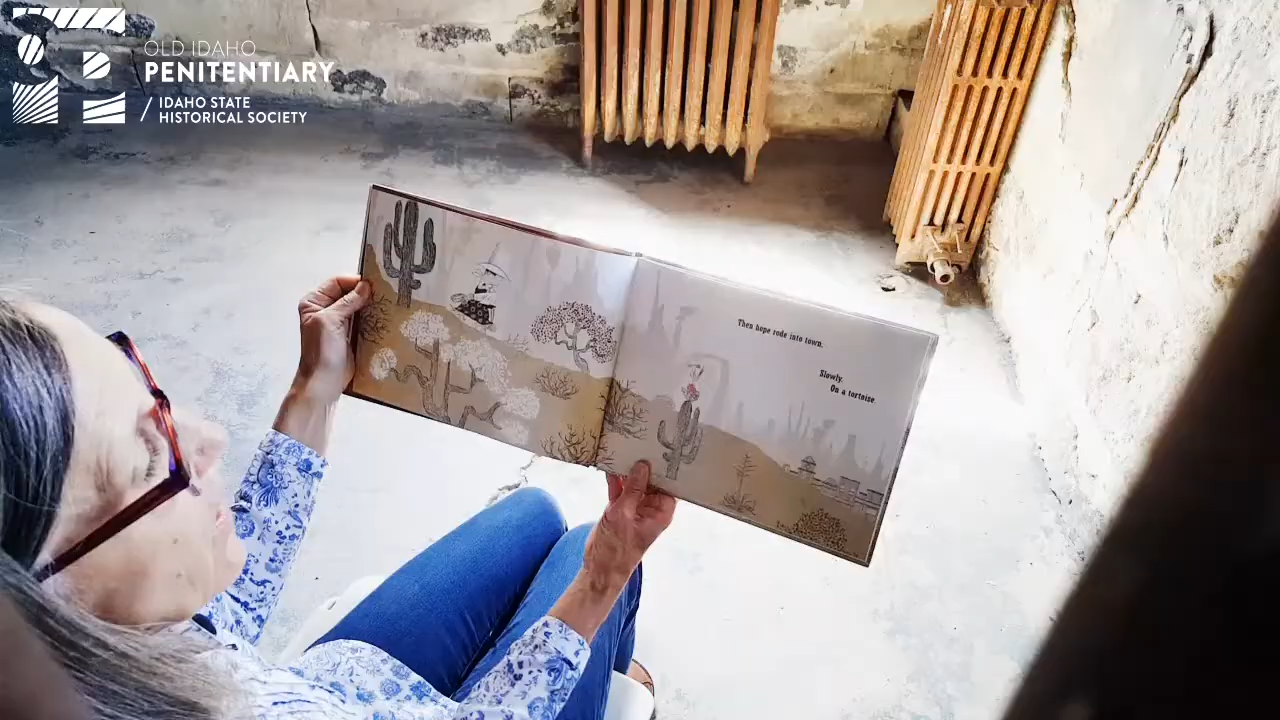 OLD IDAHO
PENITENTIARY
/ IDAHO STATE
HISTORICAL SOCIETY
Then hope rode into town.
Slowly.
On a tortoise.